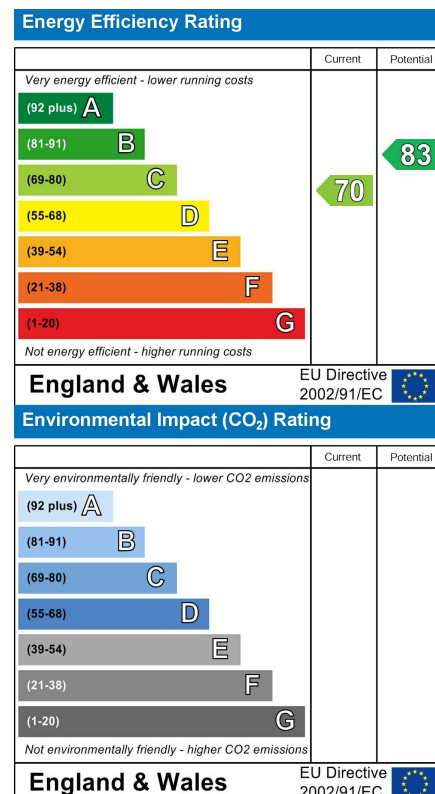 Energy Efficiency Rating
Current Potential
Very energy efficient - lower running costs
(92 plus) A
(81-91) B
83
(69-80) C
70
(55-68) D
(39-54) E
(21-38) F
(1-20) G
Not energy efficient - higher running costs
England & Wales
EU Directive
2002/91/EC
Environmental Impact (CO₂) Rating
Current Potential
Very environmentally friendly - lower CO2 emissions
(92 plus) A
(81-91) B
(69-80) C
(55-68) D
(39-54) E
(21-38) F
(1-20) G
Not environmentally friendly - higher CO2 emissions
England & Wales
EU Directive
2002/91/EC